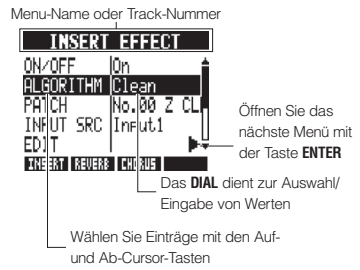 Menu-Name oder Track-Nummer
INSERT EFFECT
ON/OFF On
ALGORITHM Clean
PATCH No.00 Z CL
INPUT SRC Input1
EDIT
INSERT REVERB CHORUS
Öffnen Sie das
nächste Menü mit
der Taste ENTER
Das DIAL dient zur Auswahl/
Eingabe von Werten
Wählen Sie Einträge mit den Auf-
und Ab-Cursor-Tasten